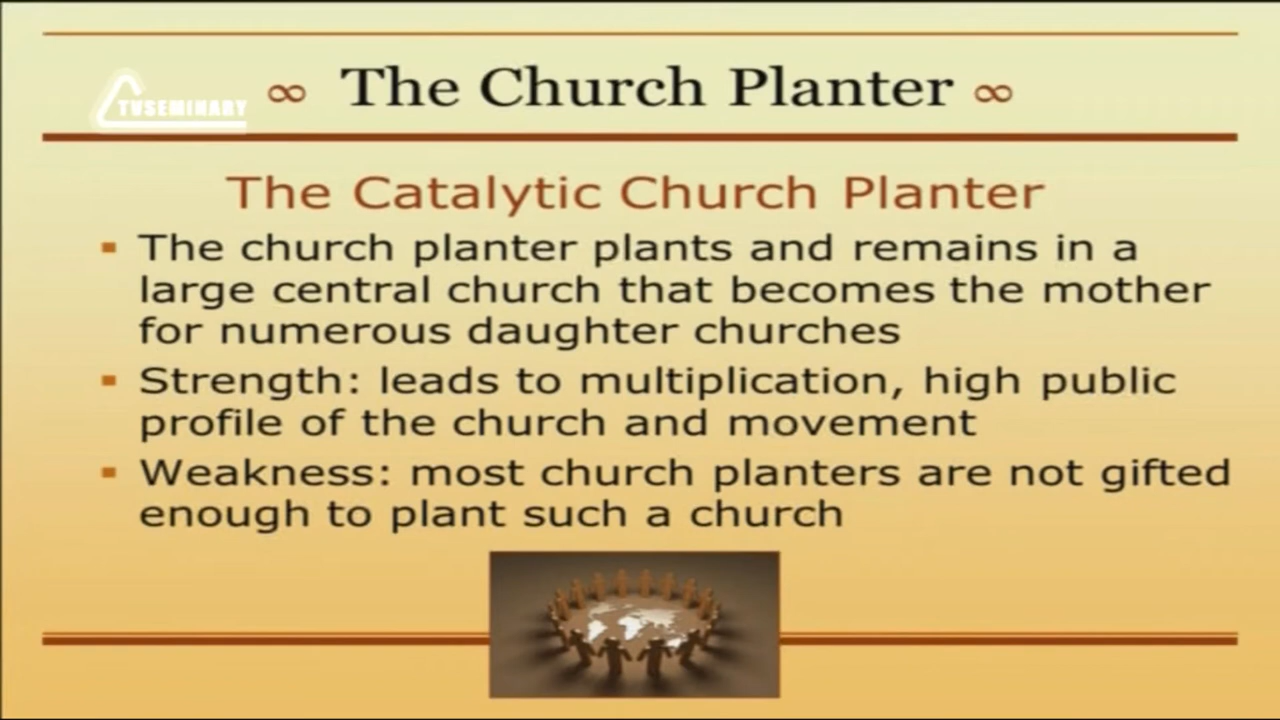 TVSEMINARY
∞ The Church Planter ∞
The Catalytic Church Planter
▪ The church planter plants and remains in a
large central church that becomes the mother
for numerous daughter churches
▪ Strength: leads to multiplication, high public
profile of the church and movement
▪ Weakness: most church planters are not gifted
enough to plant such a church